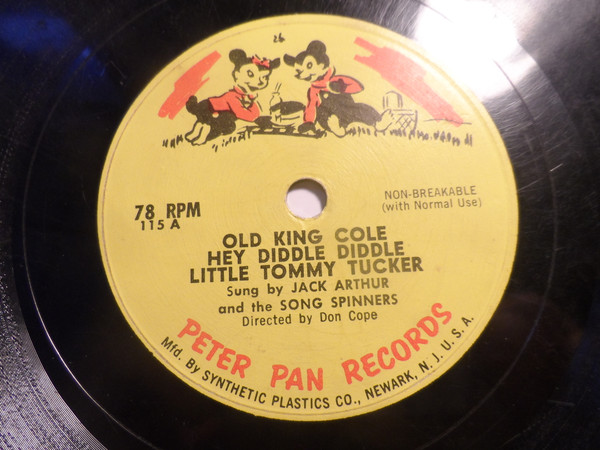 26
78 RPM
115 A
NON-BREAKABLE
(with Normal Use)
OLD KING COLE
HEY DIDDLE DIDDLE
LITTLE TOMMY TUCKER
Sung by JACK ARTHUR
and the SONG SPINNERS
Directed by Don Cope
PETER PAN RECORDS
Mfd. By SYNTHETIC PLASTICS CO., NEWARK, N. J. U. S. A.